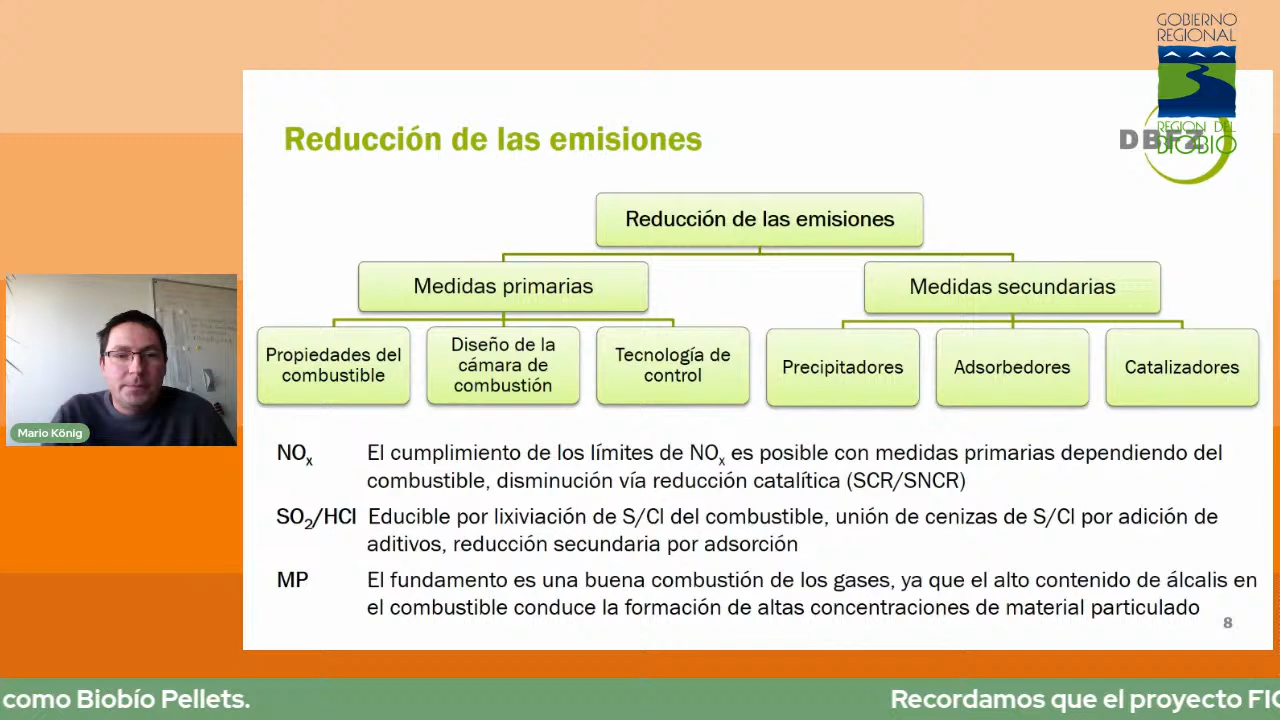 GOBIERNO
REGIONAL
REGION DEL
BIOBIO
DBFZ
Reducción de las emisiones
Reducción de las emisiones
Medidas primarias
Medidas secundarias
Propiedades del
combustible
Diseño de la
cámara de
combustión
Tecnología de
control
Precipitadores
Adsorbedores
Catalizadores
Mario König
NOx El cumplimiento de los límites de NOx es posible con medidas primarias dependiendo del
combustible, disminución vía reducción catalítica (SCR/SNCR)
SO2/HCl Educible por lixiviación de S/Cl del combustible, unión de cenizas de S/Cl por adición de
aditivos, reducción secundaria por adsorción
MP El fundamento es una buena combustión de los gases, ya que el alto contenido de álcalis en
el combustible conduce la formación de altas concentraciones de material particulado
8
como Biobío Pellets. Recordamos que el proyecto FIC